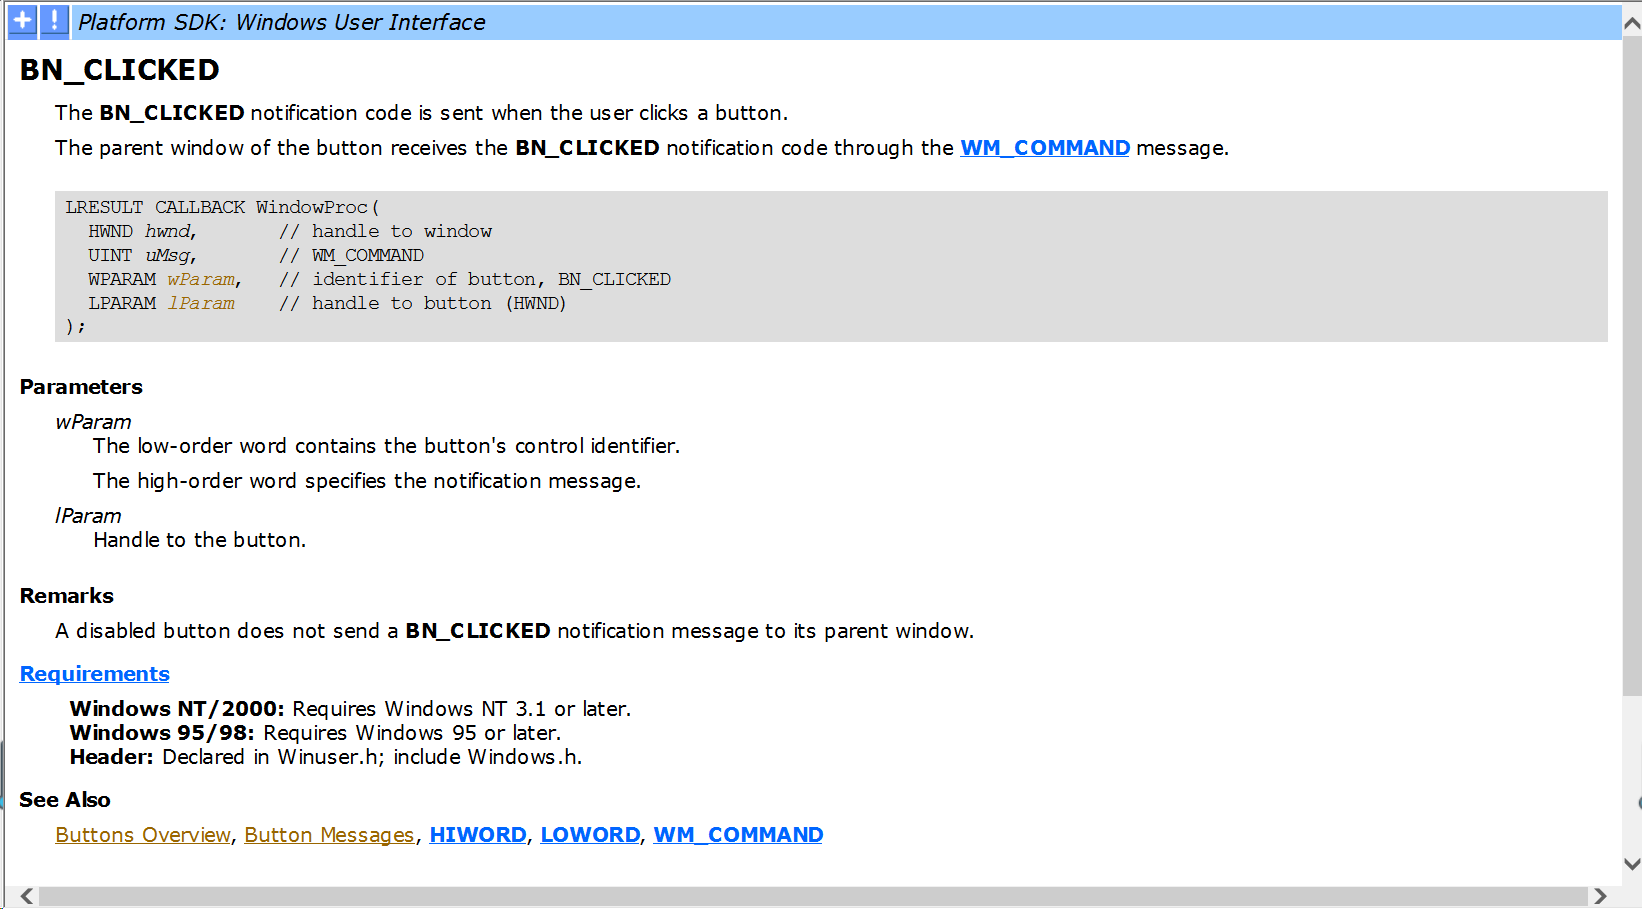 Platform SDK: Windows User Interface
BN_CLICKED
The BN_CLICKED notification code is sent when the user clicks a button.
The parent window of the button receives the BN_CLICKED notification code through the WM_COMMAND message.
LRESULT CALLBACK WindowProc(
HWND hwnd, // handle to window
UINT uMsg, // WM_COMMAND
WPARAM wParam, // identifier of button, BN_CLICKED
LPARAM lParam // handle to button (HWND)
);
Parameters
wParam
The low-order word contains the button's control identifier.
The high-order word specifies the notification message.
lParam
Handle to the button.
Remarks
A disabled button does not send a BN_CLICKED notification message to its parent window.
Requirements
Windows NT/2000: Requires Windows NT 3.1 or later.
Windows 95/98: Requires Windows 95 or later.
Header: Declared in Winuser.h; include Windows.h.
See Also
Buttons Overview, Button Messages, HIWORD, LOWORD, WM_COMMAND